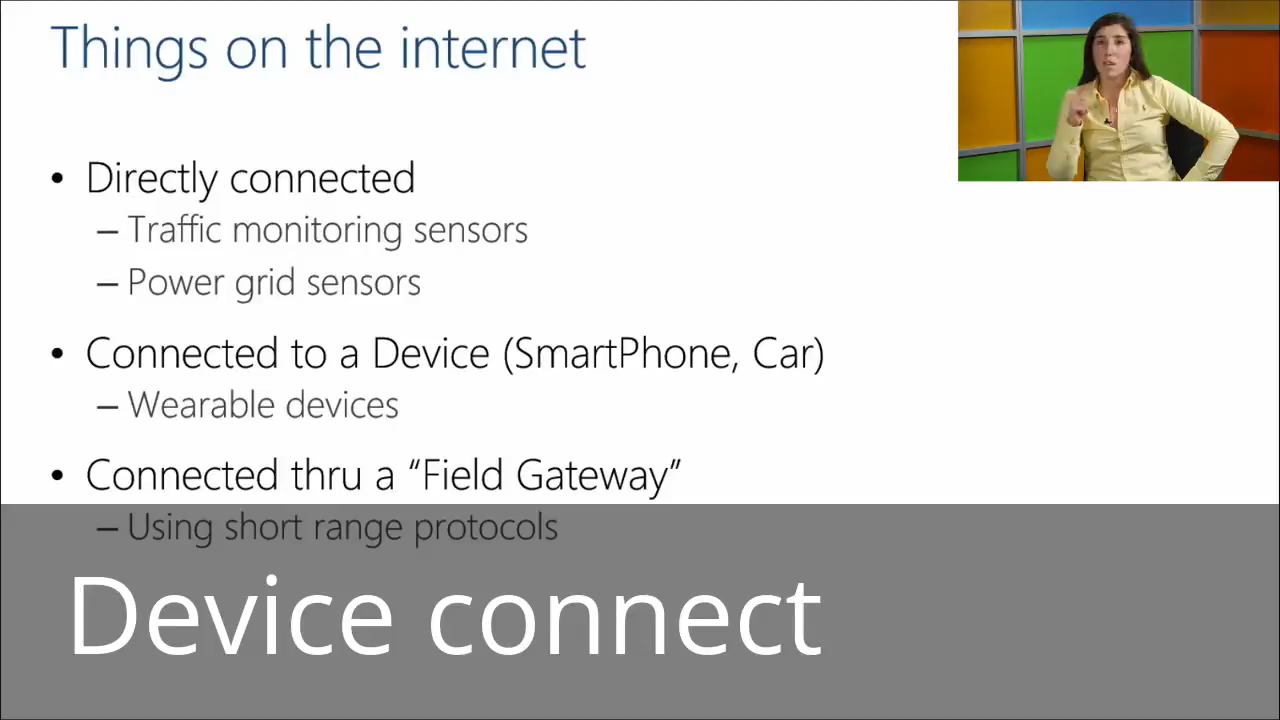 Things on the internet
• Directly connected
– Traffic monitoring sensors
– Power grid sensors
• Connected to a Device (SmartPhone, Car)
– Wearable devices
• Connected thru a “Field Gateway”
– Using short range protocols
Device connect